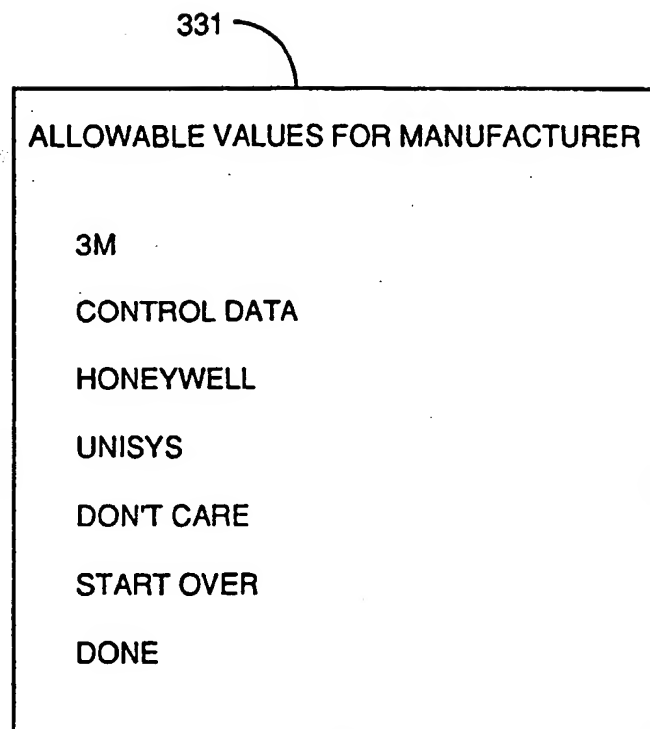 331
ALLOWABLE VALUES FOR MANUFACTURER
3M
CONTROL DATA
HONEYWELL
UNISYS
DON'T CARE
START OVER
DONE